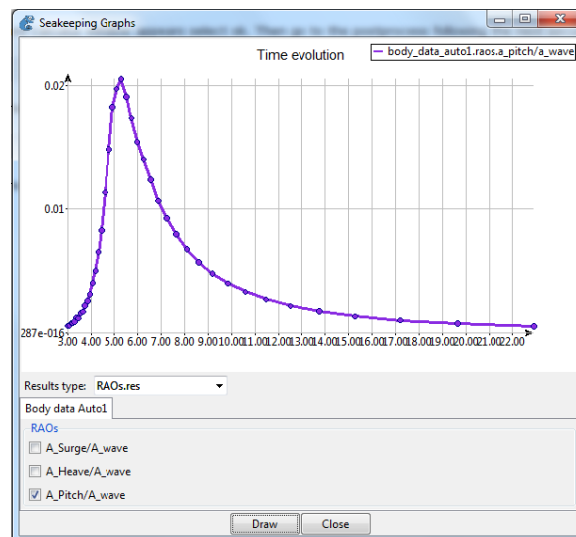 Seakeeping Graphs
Time evolution
body_data_auto1.raos.a_pitch/a_wave
0.02
0.01
287e-016
3.00 4.00 5.00 6.00 7.00 8.00 9.00 10.00 11.00 12.00 13.00 14.00 15.00 16.00 17.00 18.00 19.00 20.00 21.00 22.00
Results type: RAOs.res
Body data Auto1
RAOs
A_Surge/A_wave
A_Heave/A_wave
A_Pitch/A_wave
Draw Close